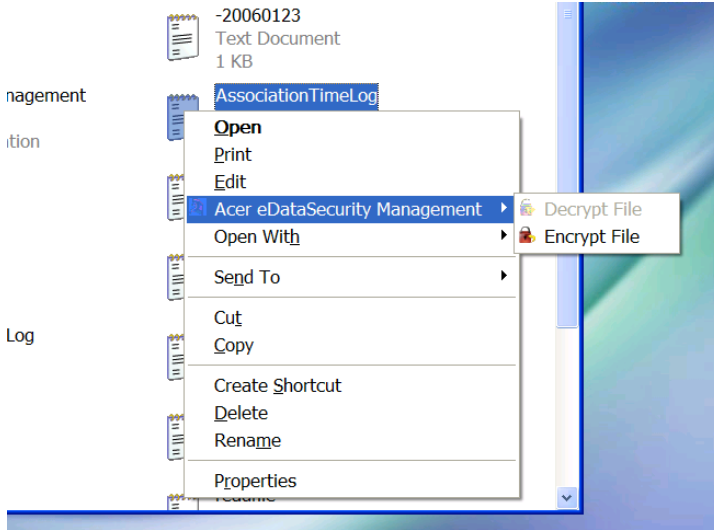 -20060123
Text Document
1 KB
nagement
AssociationTimeLog
ation
Open
Print
Edit
Acer eDataSecurity Management
Decrypt File
Open With
Encrypt File
Send To
Log
Cut
Copy
Create Shortcut
Delete
Rename
Properties